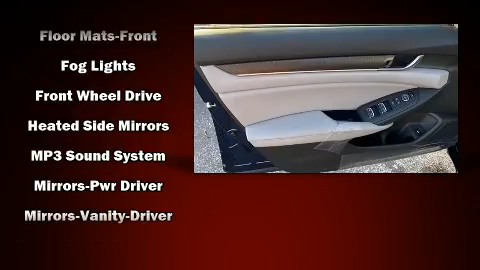 Floor Mats-Front
Fog Lights
Front Wheel Drive
Heated Side Mirrors
MP3 Sound System
Mirrors-Pwr Driver
Mirrors-Vanity-Driver